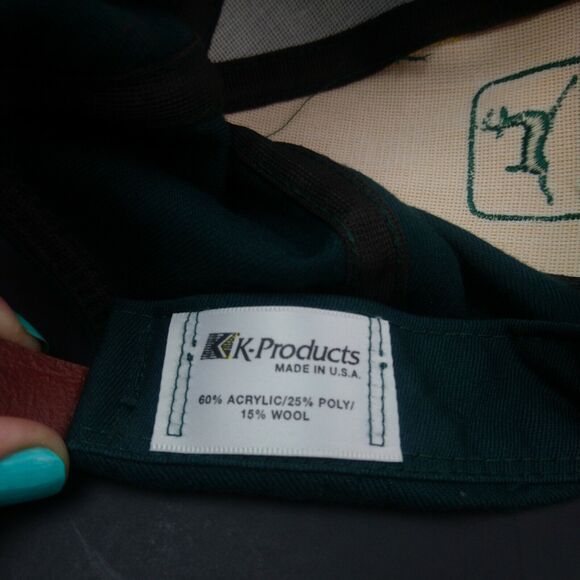 K-Products
MADE IN U.S.A.
60% ACRYLIC/25% POLY/
15% WOOL